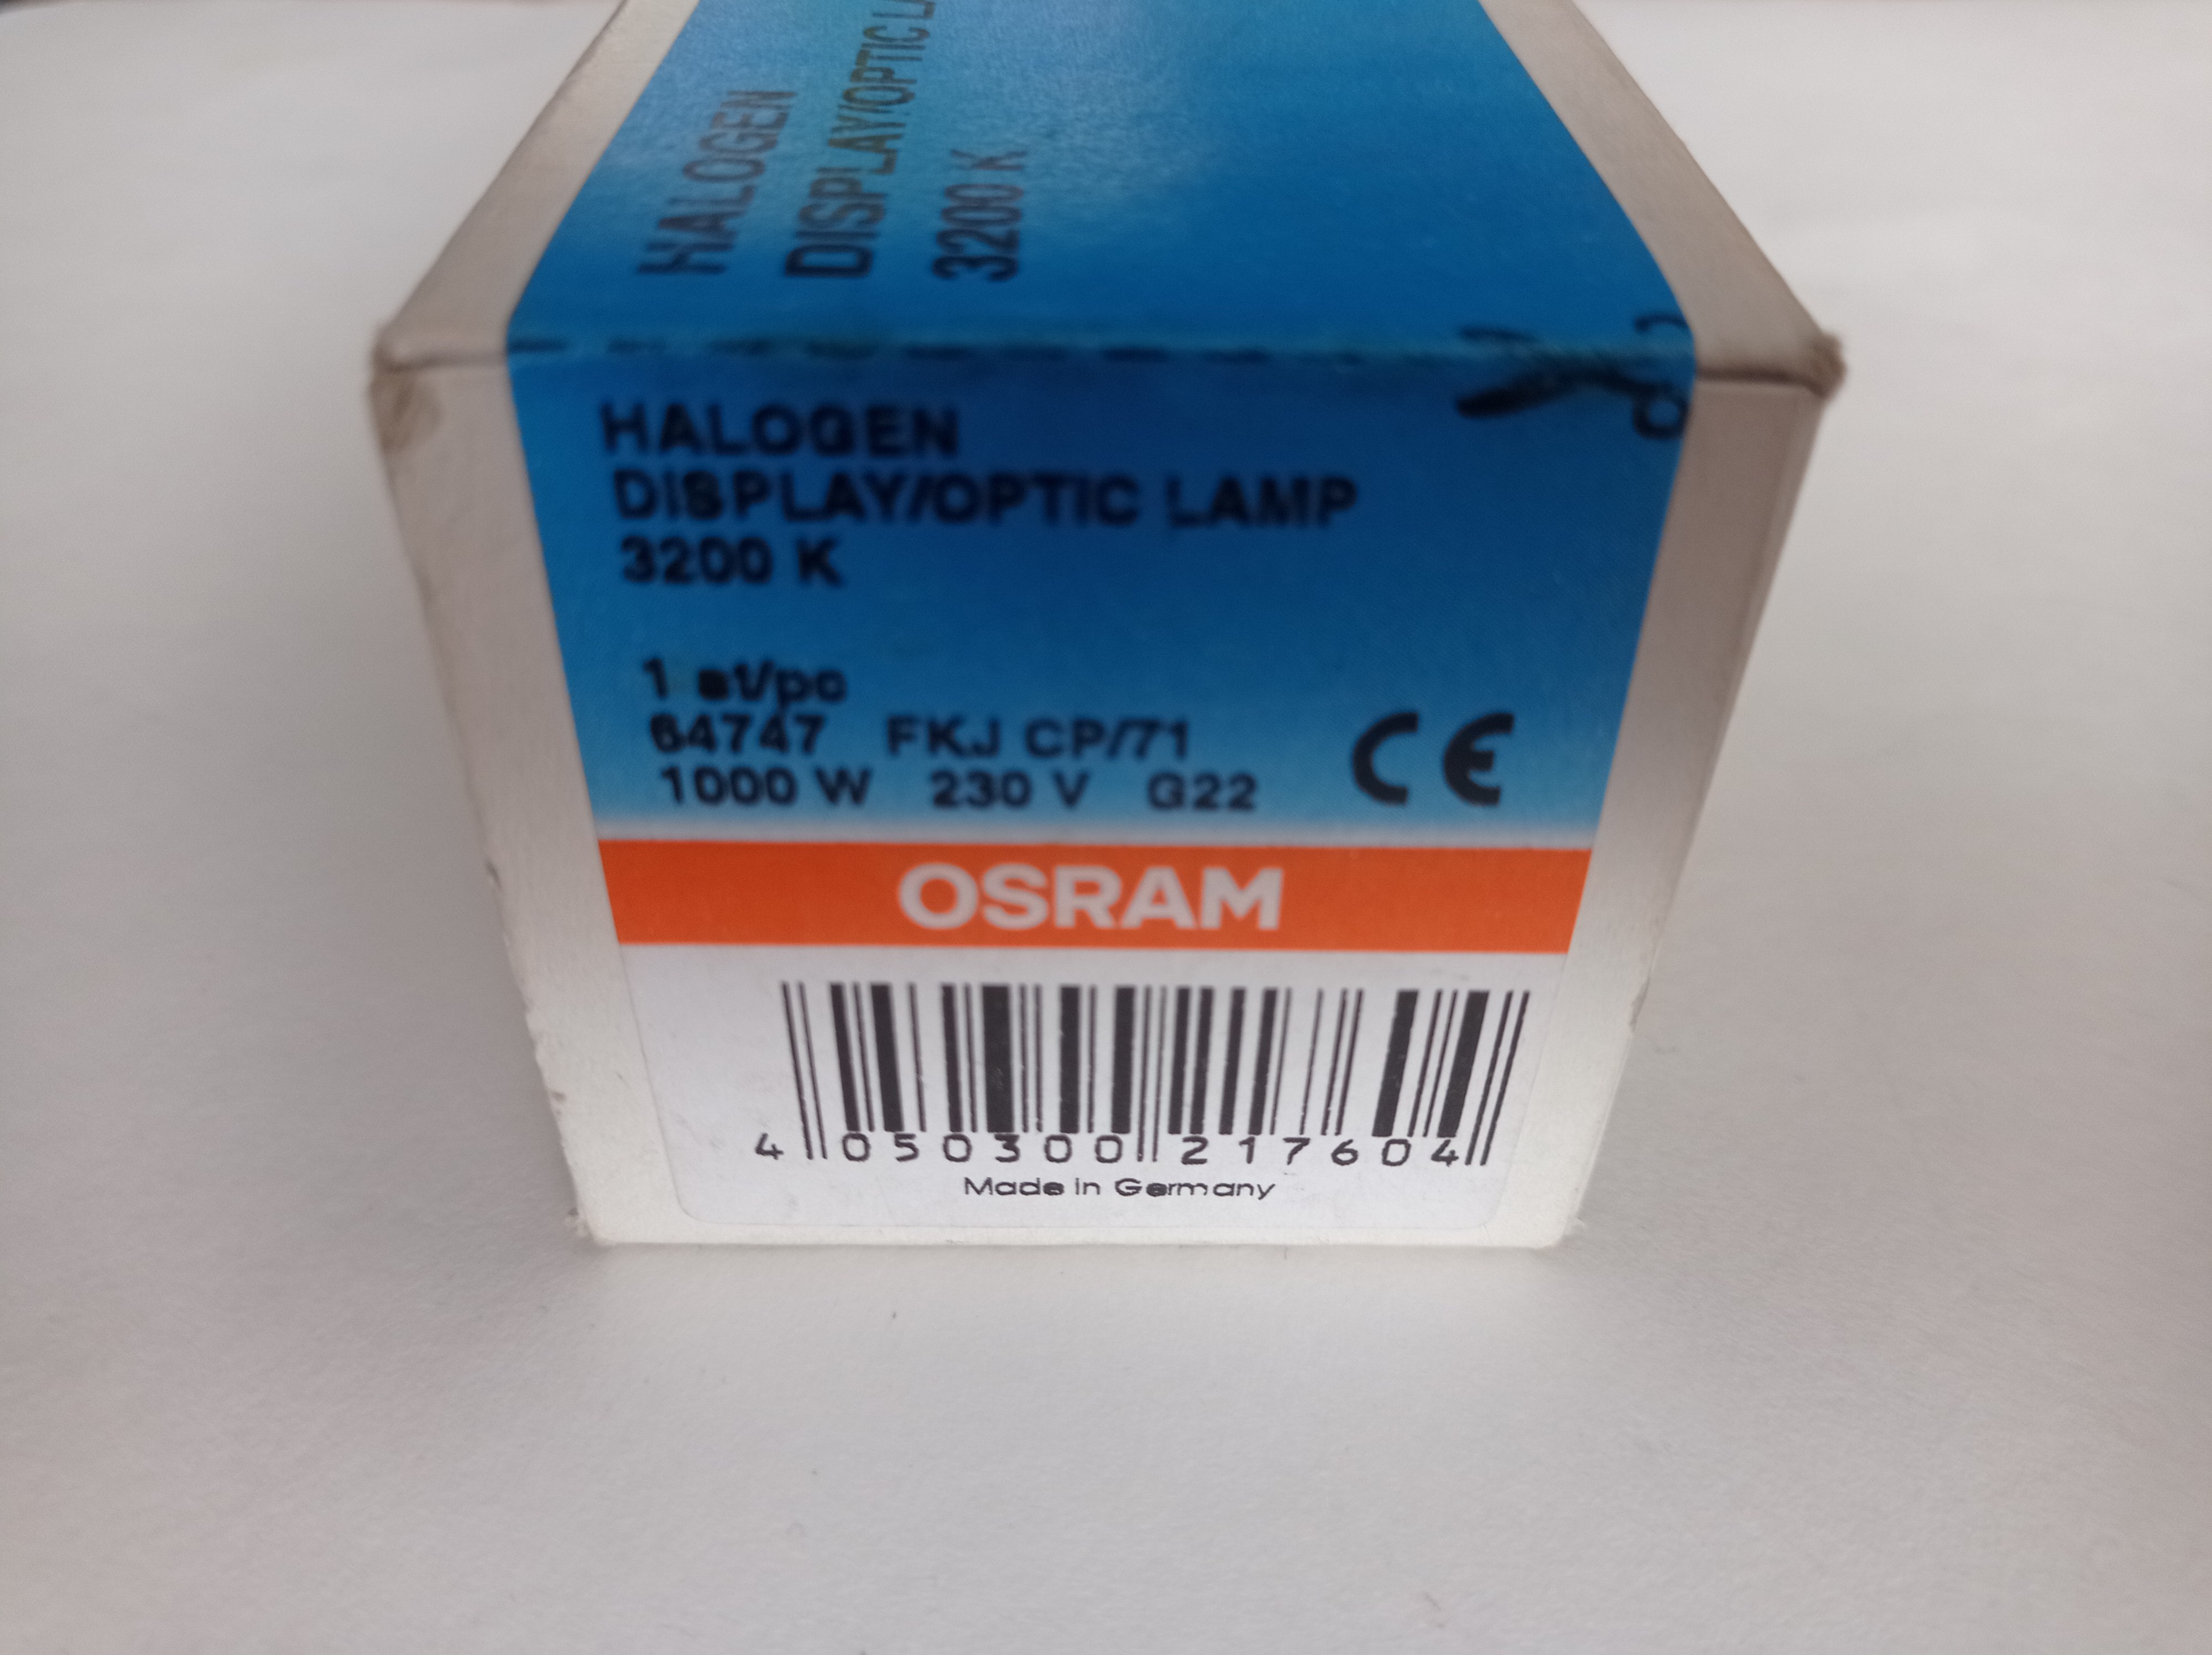 HALOGEN
DISPLAY/OPTIC
3200 K
HALOGEN
DISPLAY/OPTIC LAMP
3200 K
1 st/pc
64747 FKJ CP/71
1000 W 230 V G22
CE
OSRAM
4 050300 217604
Made in Germany